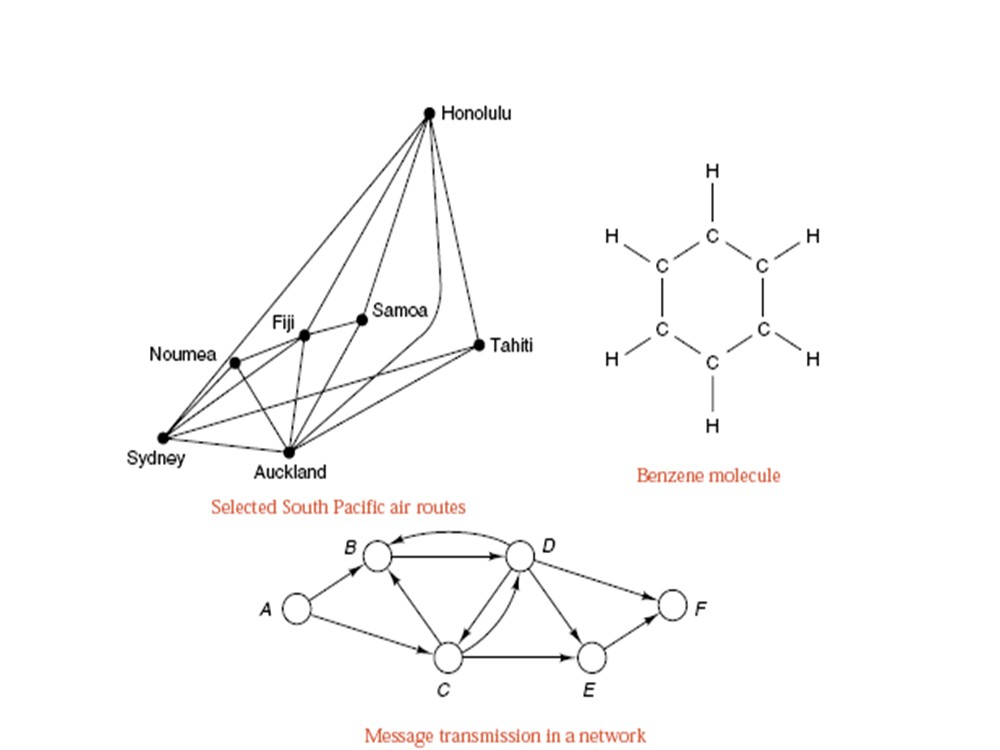 Honolulu
Samoa
Fiji
Tahiti
Noumea
Sydney
Auckland
Selected South Pacific air routes
H
H
H
C
C
C
C
C
C
H
H
H
Benzene molecule
B
D
A
F
C
E
Message transmission in a network